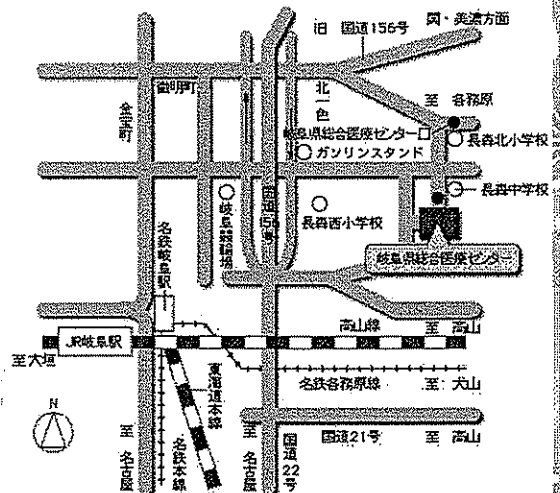 旧 国道156号
関・美濃方面
徹明町
金宝町
北一色
至 各務原
岐阜県総合医療センター口
長森北小学校
ガソリンスタンド
長森中学校
岐阜競輪場
国道156号
長森西小学校
岐阜県総合医療センター
名鉄岐阜駅
JR岐阜駅
高山線
至 高山
至大垣
東海道本線
名鉄各務原線
至 犬山
N
至 名古屋
名鉄本線
至 名古屋
国道22号
国道21号
至 高山